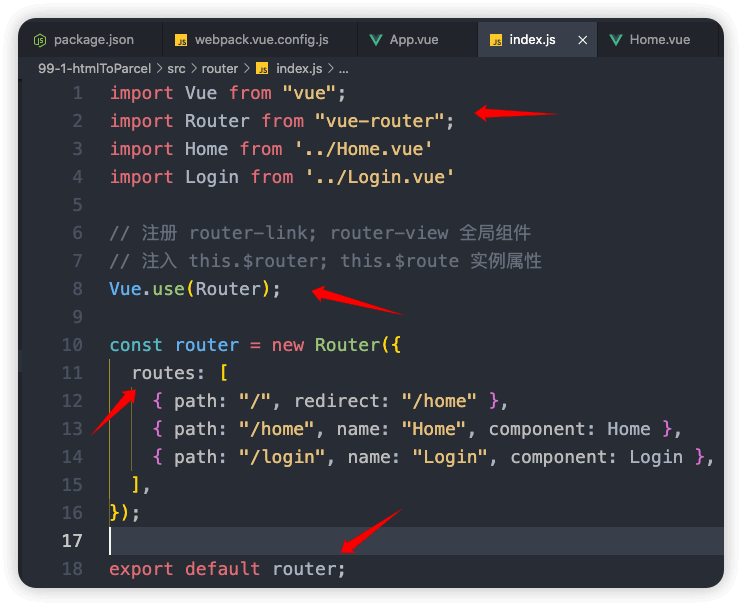 package.json JS webpack.vue.config.js App.vue JS index.js Home.vue
99-1-htmlToParcel > src > router > JS index.js > ...
1 import Vue from "vue";
2 import Router from "vue-router";
3 import Home from '../Home.vue'
4 import Login from '../Login.vue'
5
6 // 注册 router-link; router-view 全局组件
7 // 注入 this.$router; this.$route 实例属性
8 Vue.use(Router);
9
10 const router = new Router({
11 routes: [
12 { path: "/", redirect: "/home" },
13 { path: "/home", name: "Home", component: Home },
14 { path: "/login", name: "Login", component: Login },
15 ],
16 });
17
18 export default router;